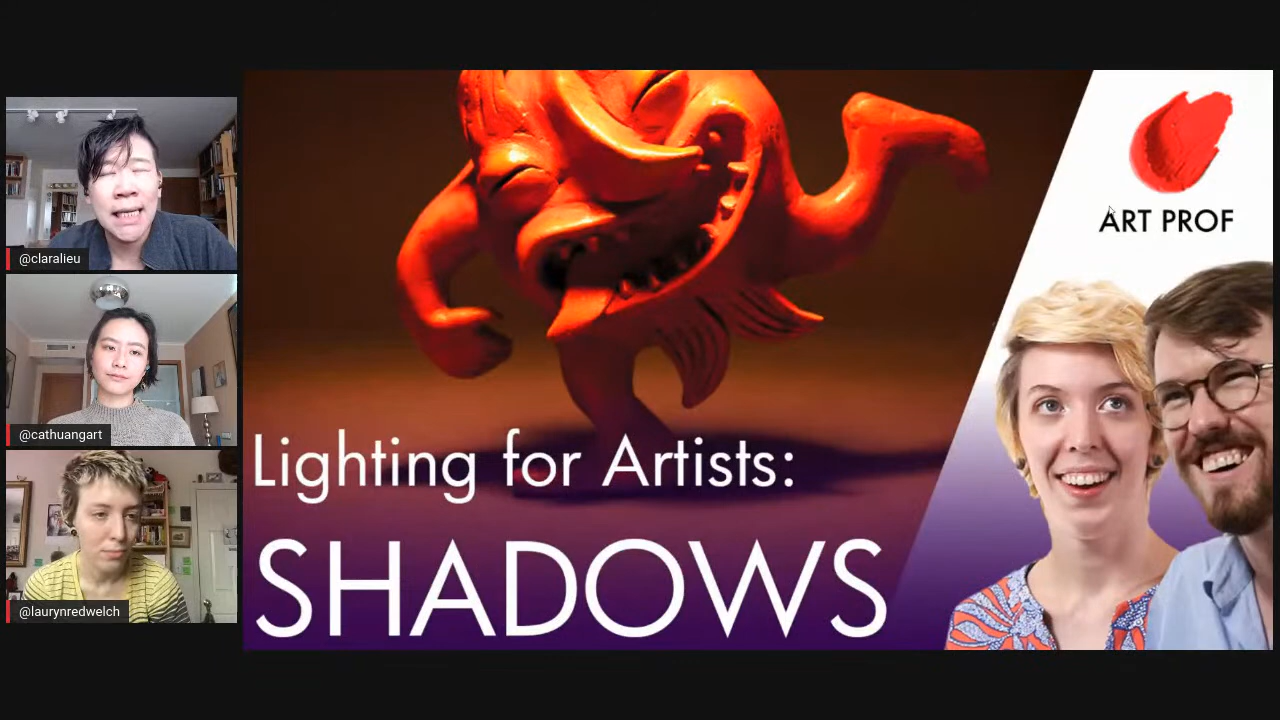 @claralieu
@cathuangart
@laurynredwelch
Lighting for Artists:
SHADOWS
ART PROF